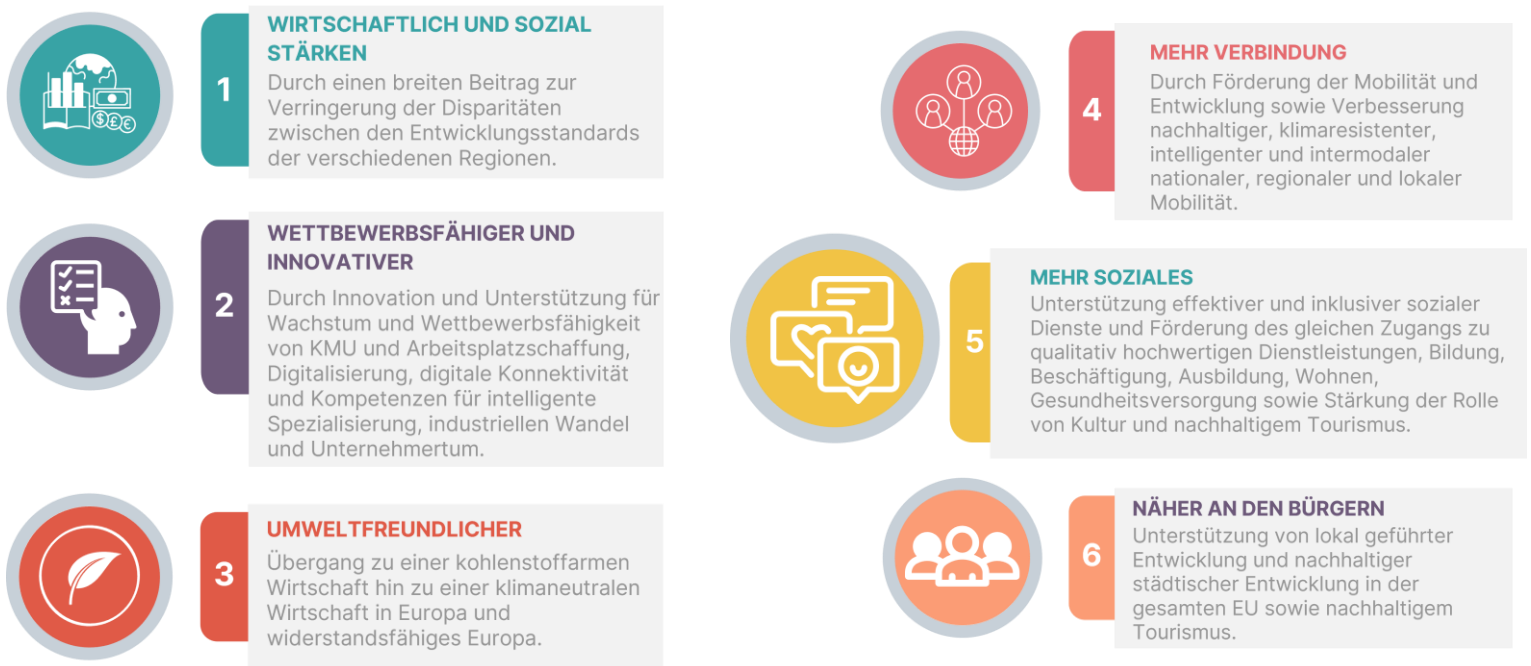 1
WIRTSCHAFTLICH UND SOZIAL
STÄRKEN
Durch einen breiten Beitrag zur
Verringerung der Disparitäten
zwischen den Entwicklungsstandards
der verschiedenen Regionen.
2
WETTBEWERBSFÄHIGER UND
INNOVATIVER
Durch Innovation und Unterstützung für
Wachstum und Wettbewerbsfähigkeit
von KMU und Arbeitsplatzschaffung,
Digitalisierung, digitale Konnektivität
und Kompetenzen für intelligente
Spezialisierung, industriellen Wandel
und Unternehmertum.
3
UMWELTFREUNDLICHER
Übergang zu einer kohlenstoffarmen
Wirtschaft hin zu einer klimaneutralen
Wirtschaft in Europa und
widerstandsfähiges Europa.
4
MEHR VERBINDUNG
Durch Förderung der Mobilität und
Entwicklung sowie Verbesserung
nachhaltiger, klimaresistenter,
intelligenter und intermodaler
nationaler, regionaler und lokaler
Mobilität.
5
MEHR SOZIALES
Unterstützung effektiver und inklusiver sozialer
Dienste und Förderung des gleichen Zugangs zu
qualitativ hochwertigen Dienstleistungen, Bildung,
Beschäftigung, Ausbildung, Wohnen,
Gesundheitsversorgung sowie Stärkung der Rolle
von Kultur und nachhaltigem Tourismus.
6
NÄHER AN DEN BÜRGERN
Unterstützung von lokal geführter
Entwicklung und nachhaltiger
städtischer Entwicklung in der
gesamten EU sowie nachhaltigem
Tourismus.